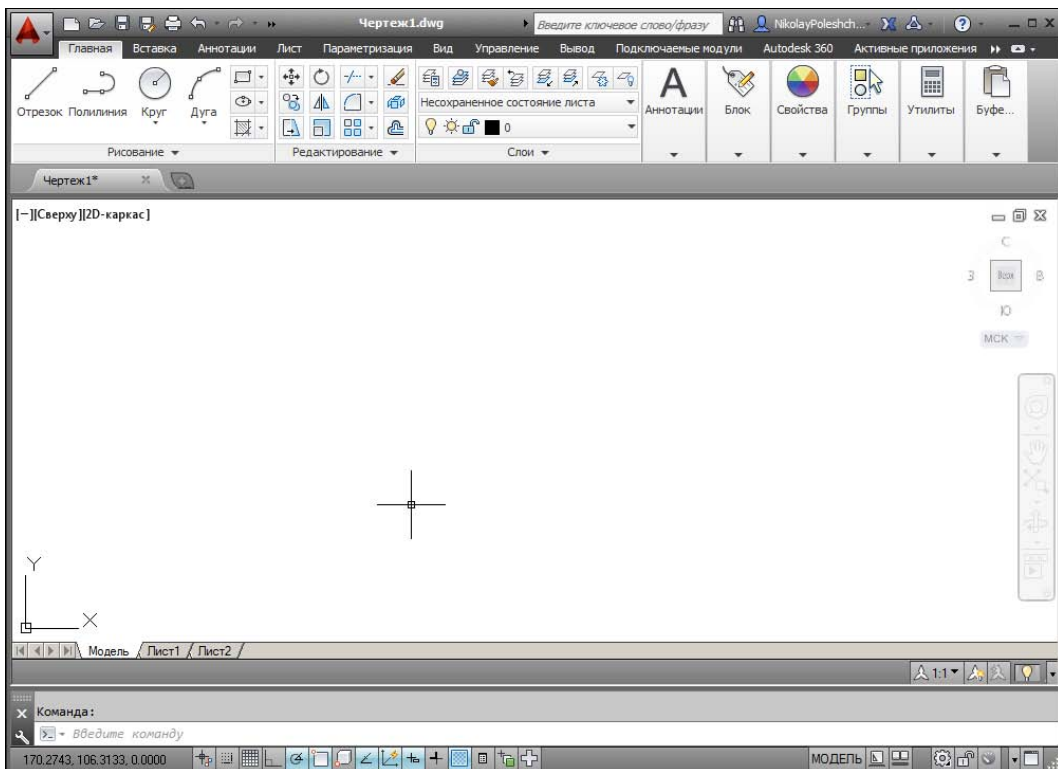 Чертеж1.dwg Введите ключевое слово/фразу NikolayPoleshch...
Главная Вставка Аннотации Лист Параметризация Вид Управление Вывод Подключаемые модули Autodesk 360 Активные приложения
Отрезок Полилиния Круг Дуга
Несохраненное состояние листа
0
Аннотации Блок Свойства Группы Утилиты Буфе...
Рисование Редактирование Слои
Чертеж1*
[−][Сверху][2D-каркас]
С
З Верх В
Ю
МСК
Y
X
Модель Лист1 Лист2
1:1
Команда:
Введите команду
170.2743, 106.3133, 0.0000 МОДЕЛЬ